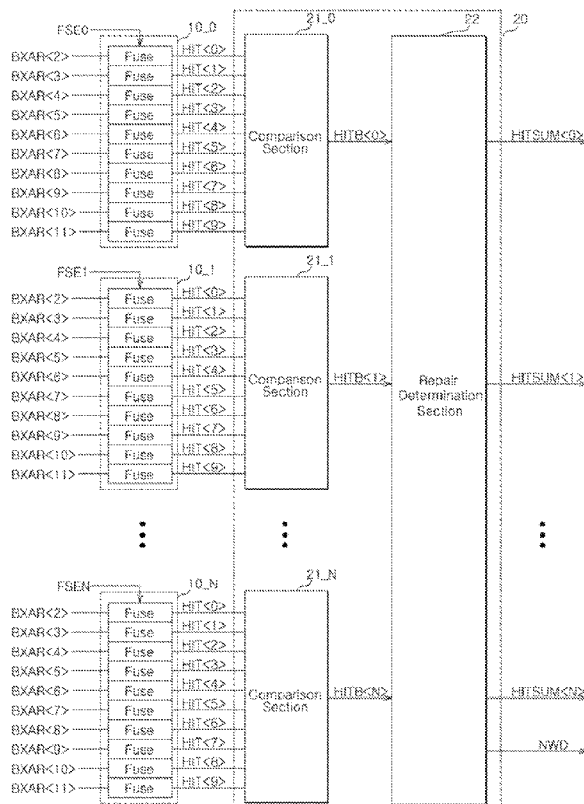 FSE0 10_0 21_0 22 20
BXAR<2> Fuse HIT<0>
BXAR<3> Fuse HIT<1>
BXAR<4> Fuse HIT<2>
BXAR<5> Fuse HIT<3>
BXAR<6> Fuse HIT<4>
BXAR<7> Fuse HIT<5>
BXAR<8> Fuse HIT<6>
BXAR<9> Fuse HIT<7>
BXAR<10> Fuse HIT<8>
BXAR<11> Fuse HIT<9>
Comparison
Section
HITB<0>
HITSUM<0>
FSE1 10_1 21_1
BXAR<2> Fuse HIT<0>
BXAR<3> Fuse HIT<1>
BXAR<4> Fuse HIT<2>
BXAR<5> Fuse HIT<3>
BXAR<6> Fuse HIT<4>
BXAR<7> Fuse HIT<5>
BXAR<8> Fuse HIT<6>
BXAR<9> Fuse HIT<7>
BXAR<10> Fuse HIT<8>
BXAR<11> Fuse HIT<9>
Comparison
Section
HITB<1>
Repair
Determination
Section
HITSUM<1>
FSEN 10_N 21_N
BXAR<2> Fuse HIT<0>
BXAR<3> Fuse HIT<1>
BXAR<4> Fuse HIT<2>
BXAR<5> Fuse HIT<3>
BXAR<6> Fuse HIT<4>
BXAR<7> Fuse HIT<5>
BXAR<8> Fuse HIT<6>
BXAR<9> Fuse HIT<7>
BXAR<10> Fuse HIT<8>
BXAR<11> Fuse HIT<9>
Comparison
Section
HITB<N>
HITSUM<N>
NWD